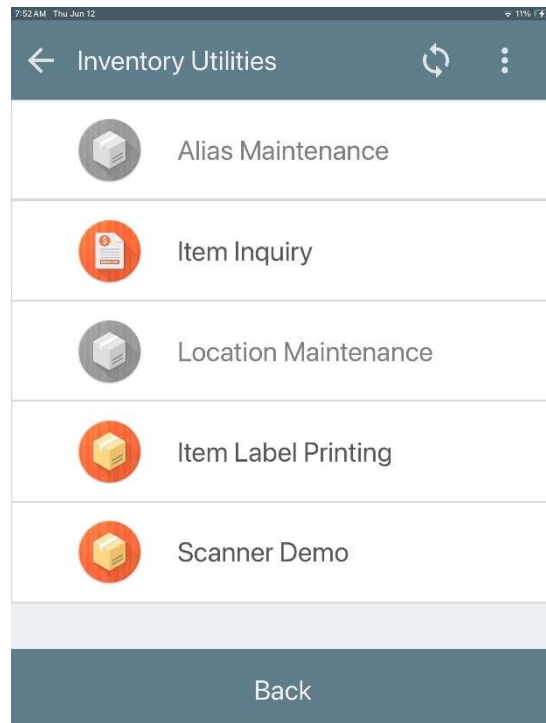 7:52 AM Thu Jun 12
11%
Inventory Utilities
Alias Maintenance
Item Inquiry
Location Maintenance
Item Label Printing
Scanner Demo
Back